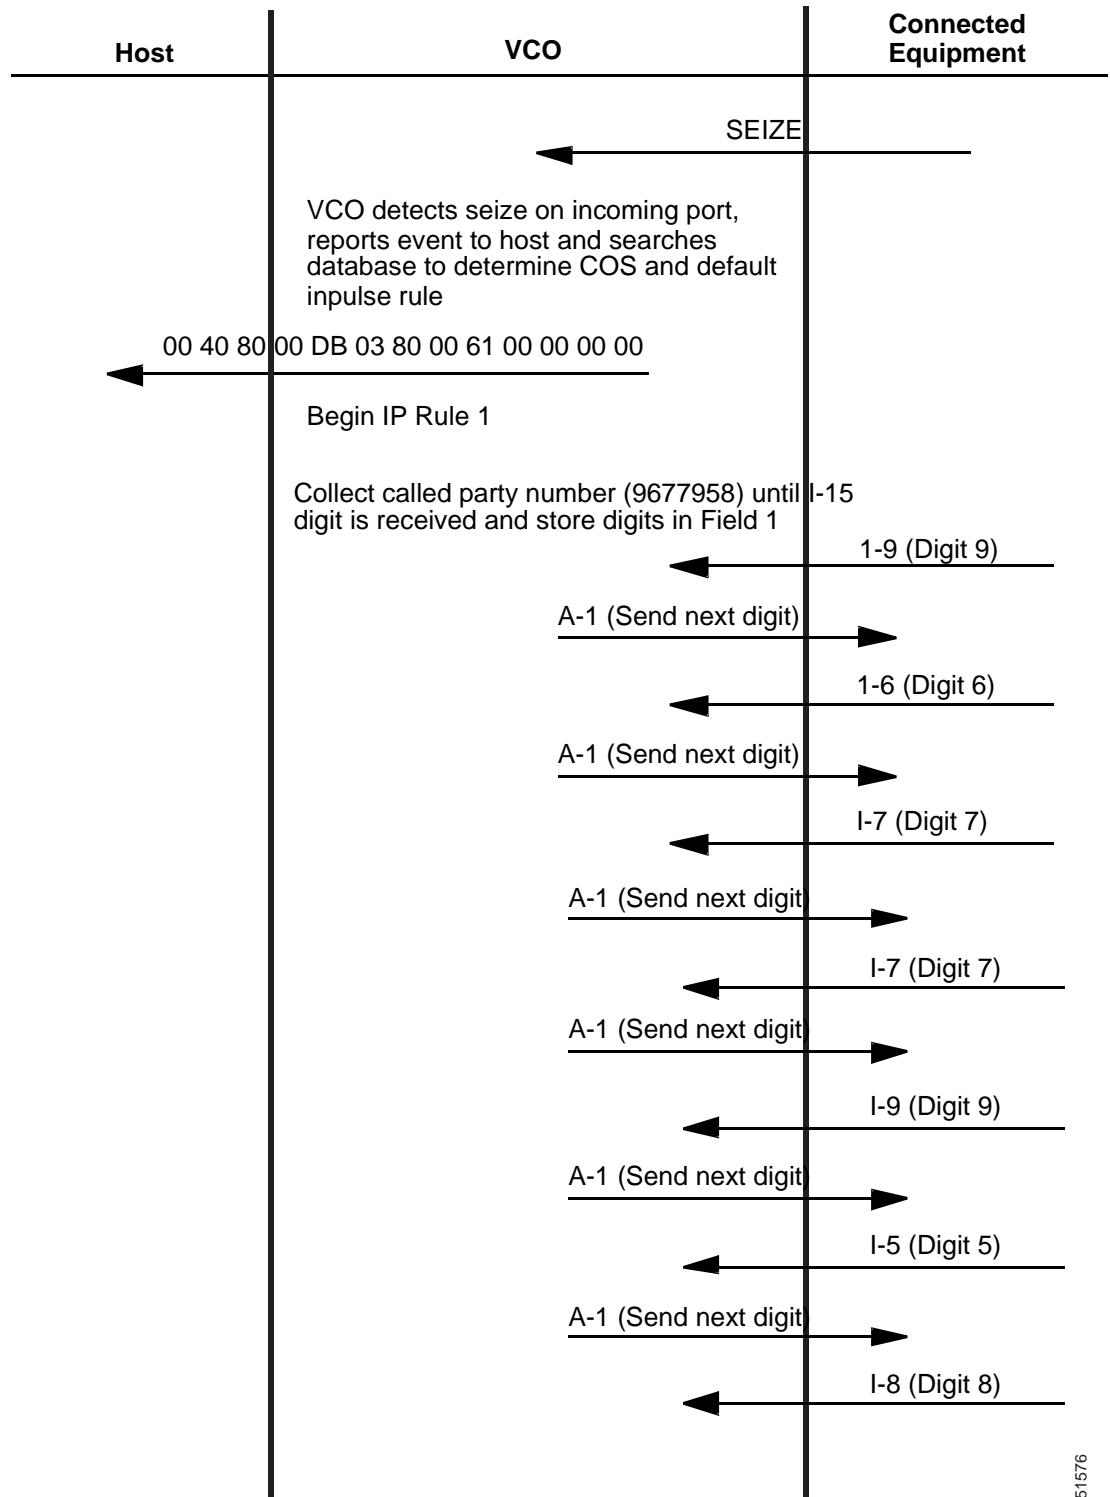 Host
VCO
Connected
Equipment
SEIZE
VCO detects seize on incoming port,
reports event to host and searches
database to determine COS and default
inpulse rule
00 40 80 00 DB 03 80 00 61 00 00 00 00
Begin IP Rule 1
Collect called party number (9677958) until I-15
digit is received and store digits in Field 1
1-9 (Digit 9)
A-1 (Send next digit)
1-6 (Digit 6)
A-1 (Send next digit)
I-7 (Digit 7)
A-1 (Send next digit)
I-7 (Digit 7)
A-1 (Send next digit)
I-9 (Digit 9)
A-1 (Send next digit)
I-5 (Digit 5)
A-1 (Send next digit)
I-8 (Digit 8)
51576